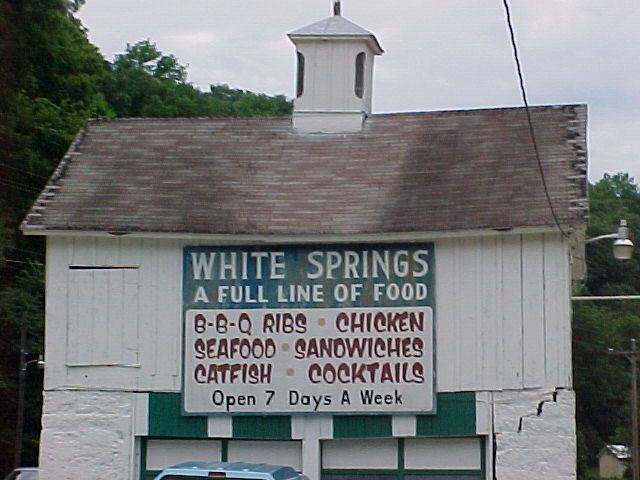 WHITE SPRINGS
A FULL LINE OF FOOD
B-B-Q RIBS • CHICKEN
SEAFOOD • SANDWICHES
CATFISH • COCKTAILS
Open 7 Days A Week